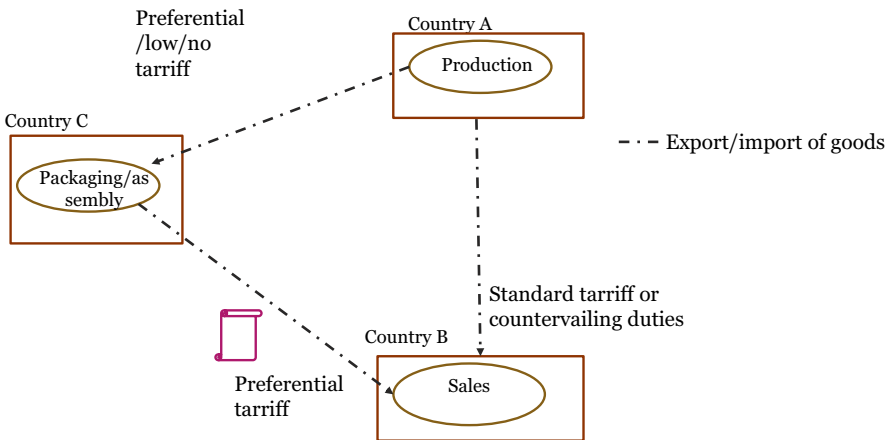 Preferential
/low/no
tarriff
Country A
Production
Country C
Packaging/as
sembly
Export/import of goods
Standard tarriff or
countervailing duties
Country B
Sales
Preferential
tarriff